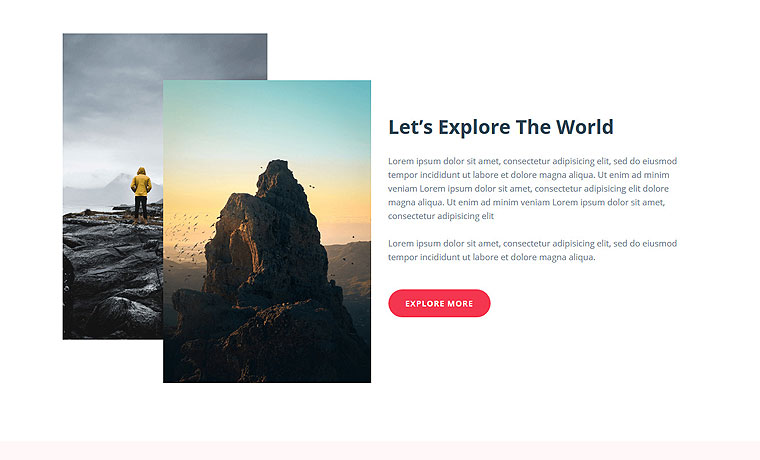 Let’s Explore The World
Lorem ipsum dolor sit amet, consectetur adipisicing elit, sed do eiusmod
tempor incididunt ut labore et dolore magna aliqua. Ut enim ad minim
veniam Lorem ipsum dolor sit amet, consectetur adipisicing elit dolore
magna aliqua. Ut enim ad minim veniam Lorem ipsum dolor sit amet,
consectetur adipisicing elit
Lorem ipsum dolor sit amet, consectetur adipisicing elit, sed do eiusmod
tempor incididunt ut labore et dolore magna aliqua.
EXPLORE MORE